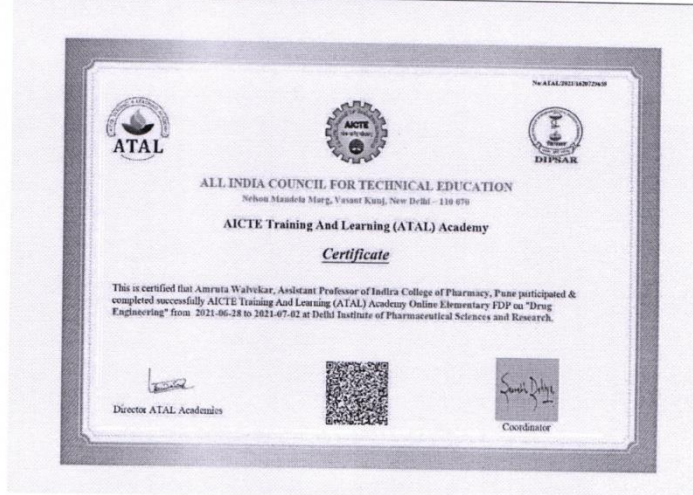 ATAL
AICTE
DIPSAR
ALL INDIA COUNCIL FOR TECHNICAL EDUCATION
Nelson Mandela Marg, Vasant Kunj, New Delhi – 110 070
AICTE Training And Learning (ATAL) Academy
Certificate
This is certified that Amruta Walvekar, Assistant Professor of Indira College of Pharmacy, Pune participated &
completed successfully AICTE Training And Learning (ATAL) Academy Online Elementary FDP on "Drug
Engineering" from 2021-06-28 to 2021-07-02 at Delhi Institute of Pharmaceutical Sciences and Research.
Director ATAL Academies
Coordinator